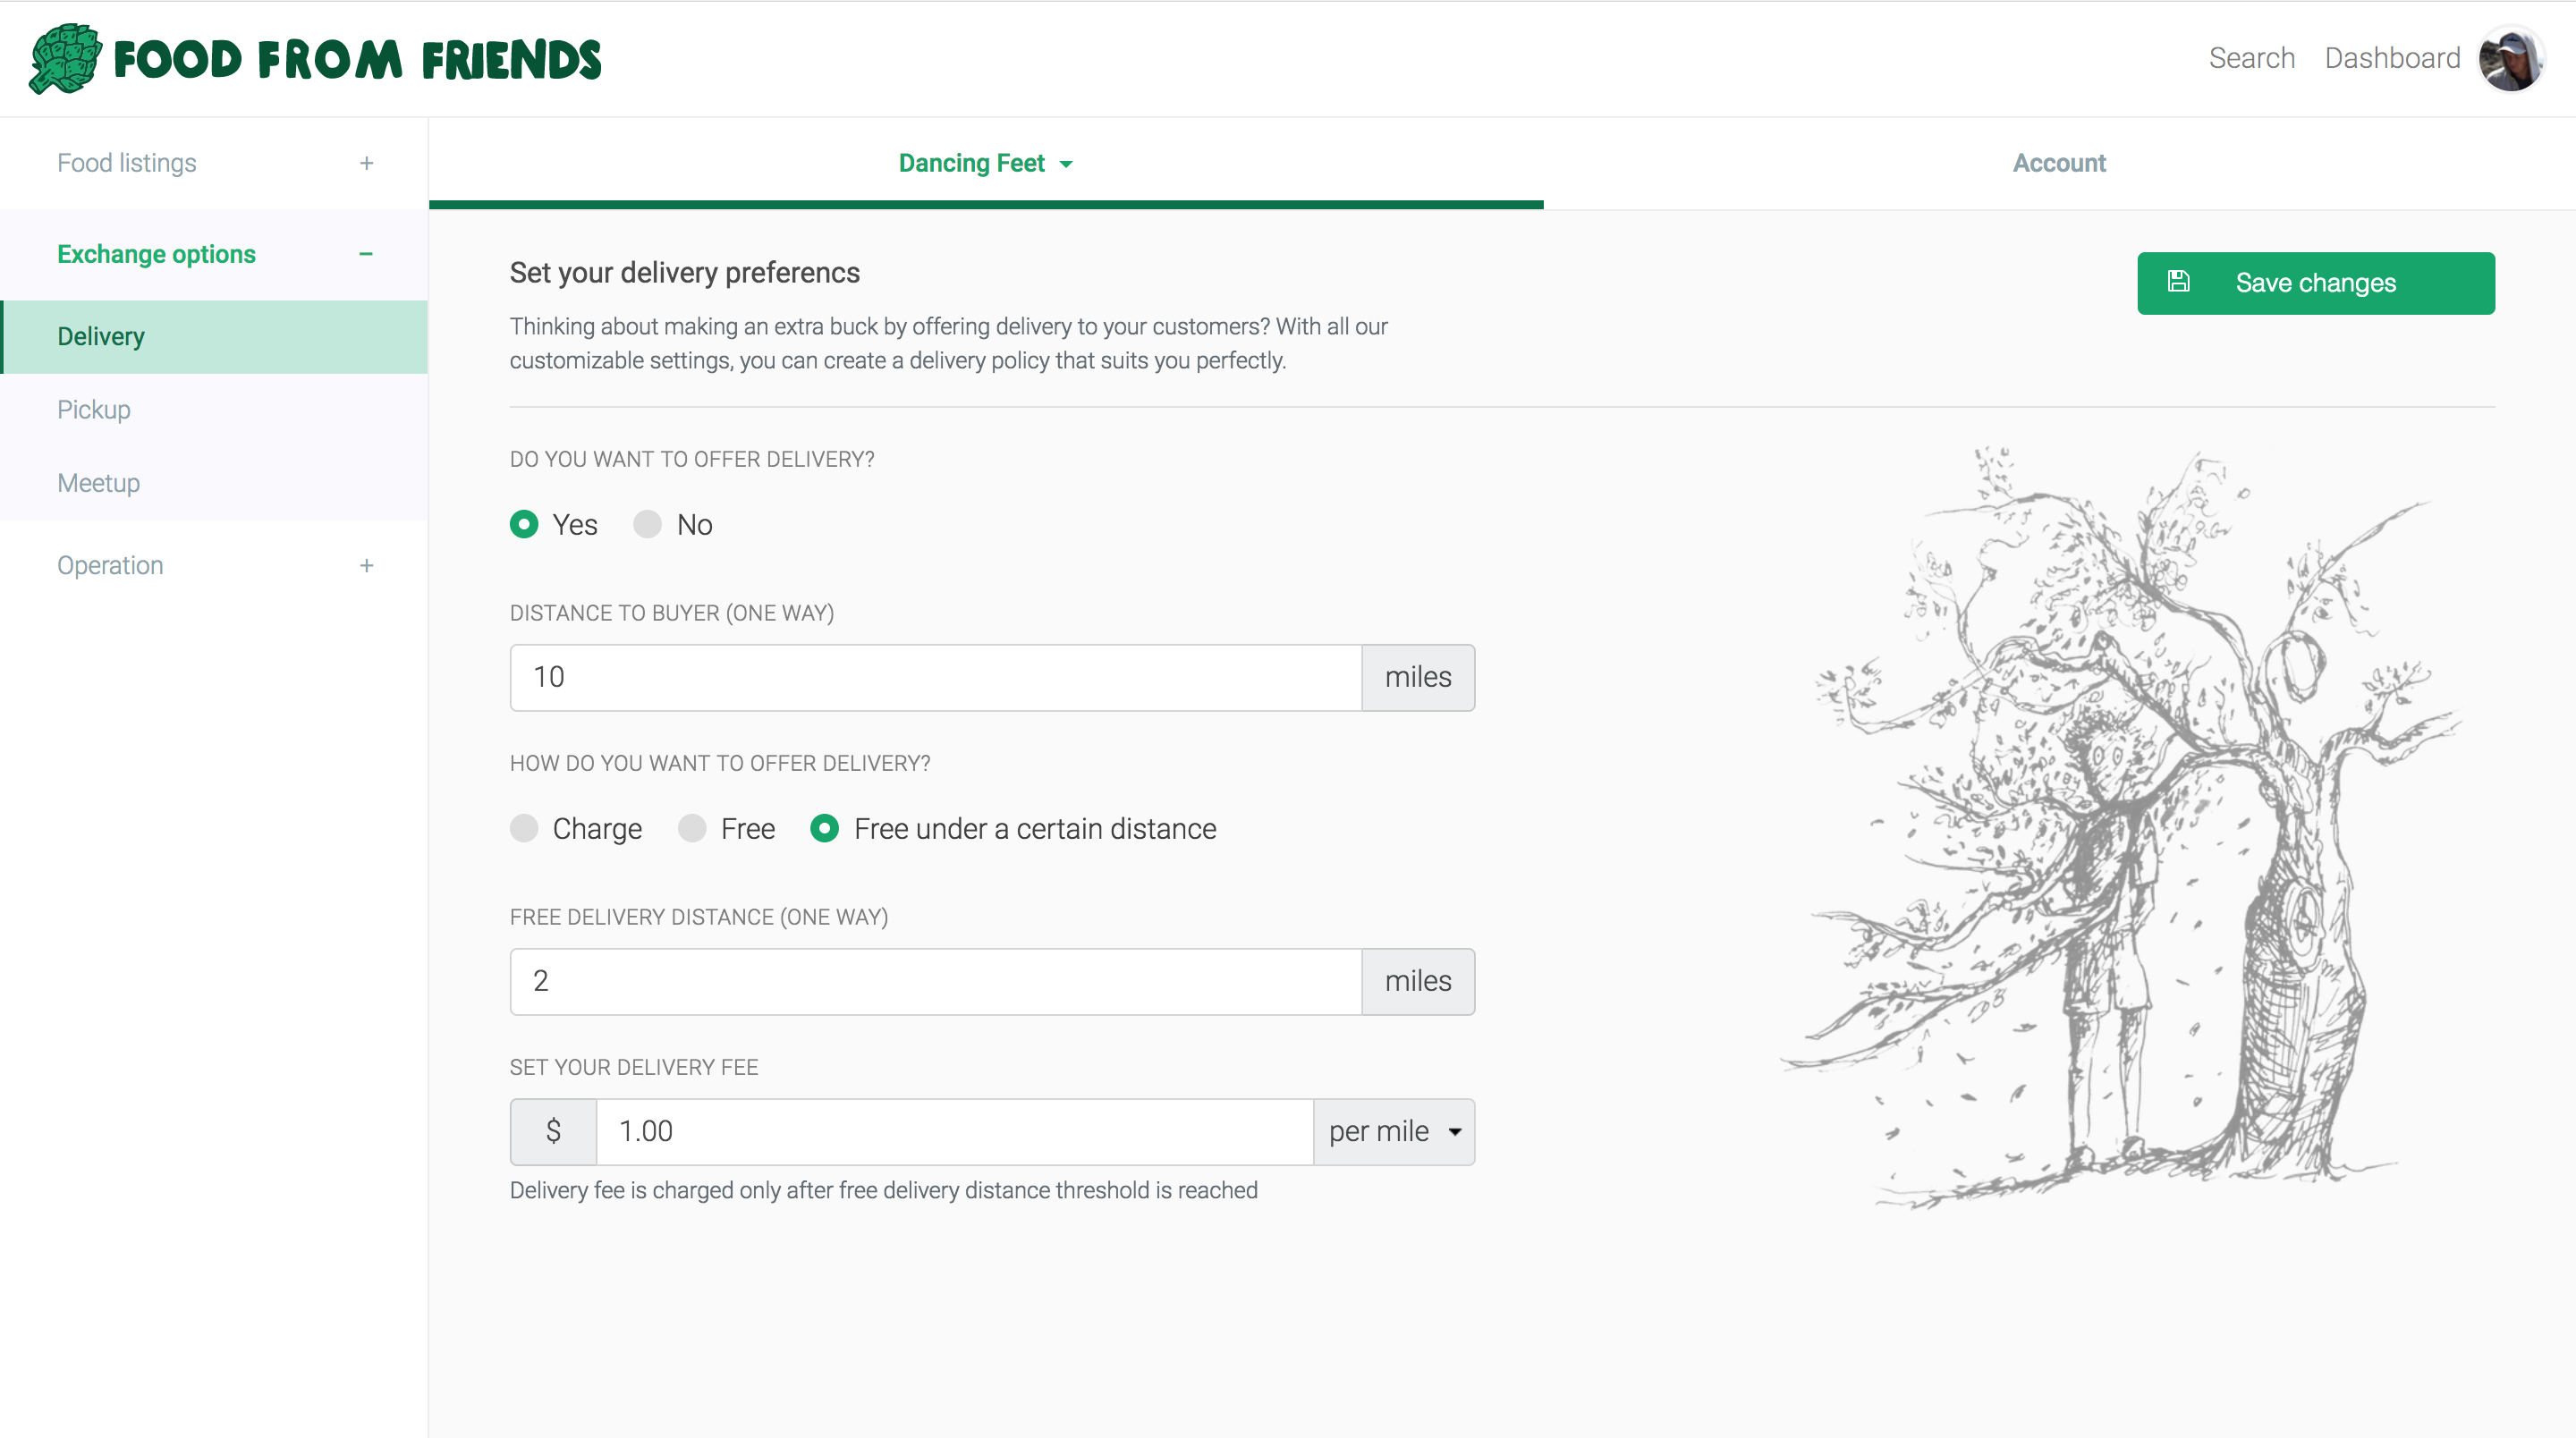 FOOD FROM FRIENDS
Search Dashboard
Food listings +
Dancing Feet
Account
Exchange options −
Delivery
Pickup
Meetup
Operation +
Set your delivery preferencs
Save changes
Thinking about making an extra buck by offering delivery to your customers? With all our
customizable settings, you can create a delivery policy that suits you perfectly.
DO YOU WANT TO OFFER DELIVERY?
Yes No
DISTANCE TO BUYER (ONE WAY)
10 miles
HOW DO YOU WANT TO OFFER DELIVERY?
Charge Free Free under a certain distance
FREE DELIVERY DISTANCE (ONE WAY)
2 miles
SET YOUR DELIVERY FEE
$ 1.00 per mile
Delivery fee is charged only after free delivery distance threshold is reached